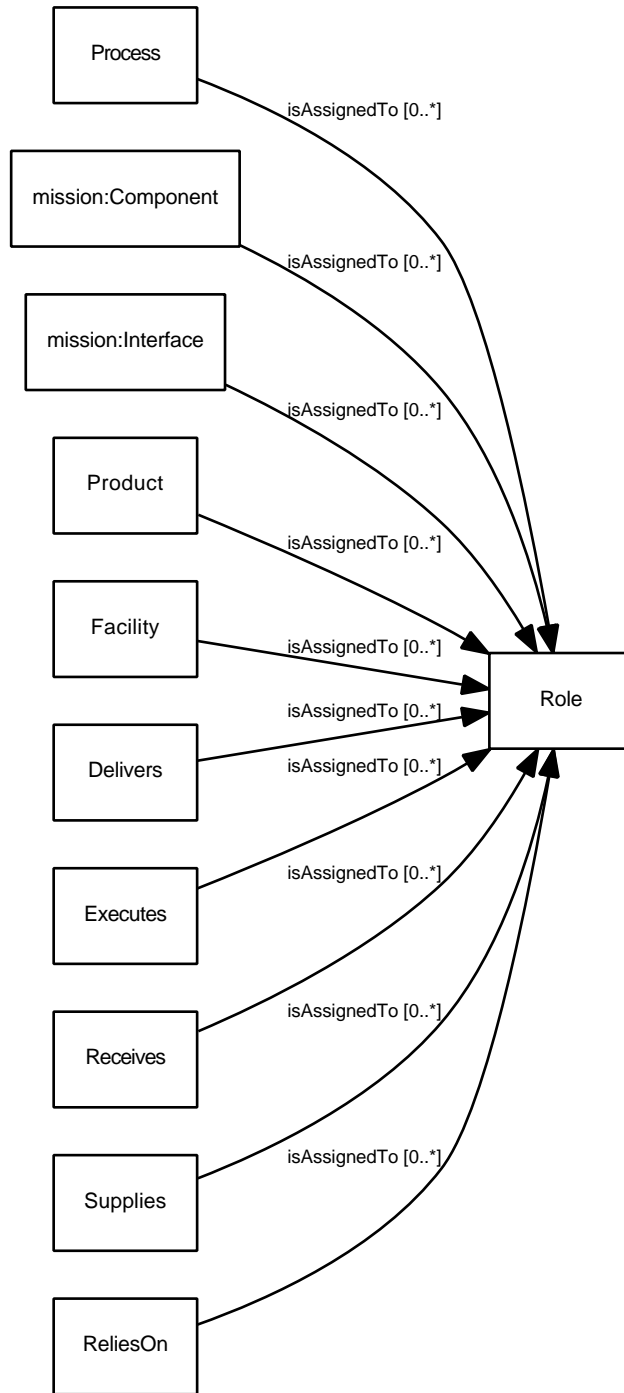 Process
isAssignedTo [0..*]
mission:Component
isAssignedTo [0..*]
mission:Interface
isAssignedTo [0..*]
Product
isAssignedTo [0..*]
Facility
isAssignedTo [0..*]
Role
isAssignedTo [0..*]
Delivers
isAssignedTo [0..*]
Executes
isAssignedTo [0..*]
Receives
isAssignedTo [0..*]
Supplies
isAssignedTo [0..*]
ReliesOn